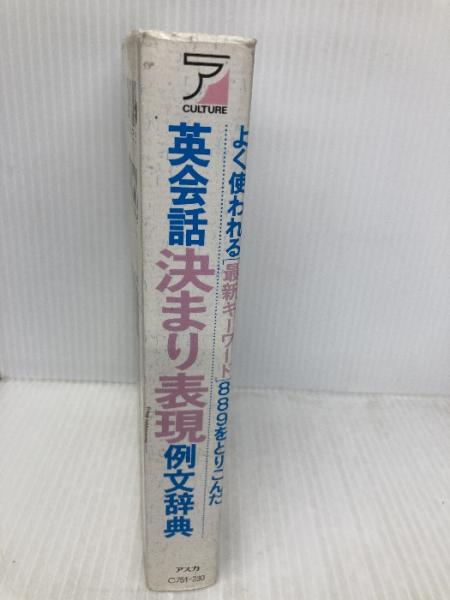 ア
CULTURE
よく使われる[最新キーワード]889をとりこんだ
英会話決まり表現例文辞典
アスカ
C751-230